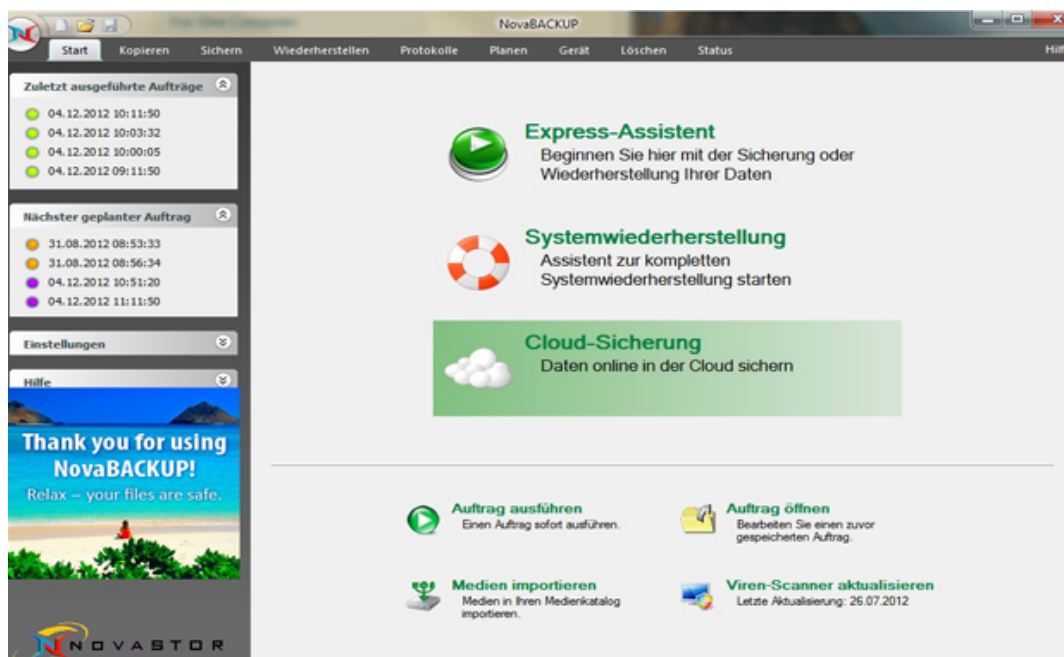 NovaBACKUP
Start Kopieren Sichern Wiederherstellen Protokolle Planen Gerät Löschen Status Hilf
Zuletzt ausgeführte Aufträge
04.12.2012 10:11:50
04.12.2012 10:03:32
04.12.2012 10:00:05
04.12.2012 09:11:50
Nächster geplanter Auftrag
31.08.2012 08:53:33
31.08.2012 08:56:34
04.12.2012 10:51:20
04.12.2012 11:11:50
Einstellungen
Hilfe
Thank you for using
NovaBACKUP!
Relax – your files are safe.
NOVASTOR
Express-Assistent
Beginnen Sie hier mit der Sicherung oder
Wiederherstellung Ihrer Daten
Systemwiederherstellung
Assistent zur kompletten
Systemwiederherstellung starten
Cloud-Sicherung
Daten online in der Cloud sichern
Auftrag ausführen
Einen Auftrag sofort ausführen.
Auftrag öffnen
Bearbeiten Sie einen zuvor
gespeicherten Auftrag.
Medien importieren
Medien in Ihren Medienkatalog
importieren.
Viren-Scanner aktualisieren
Letzte Aktualisierung: 26.07.2012